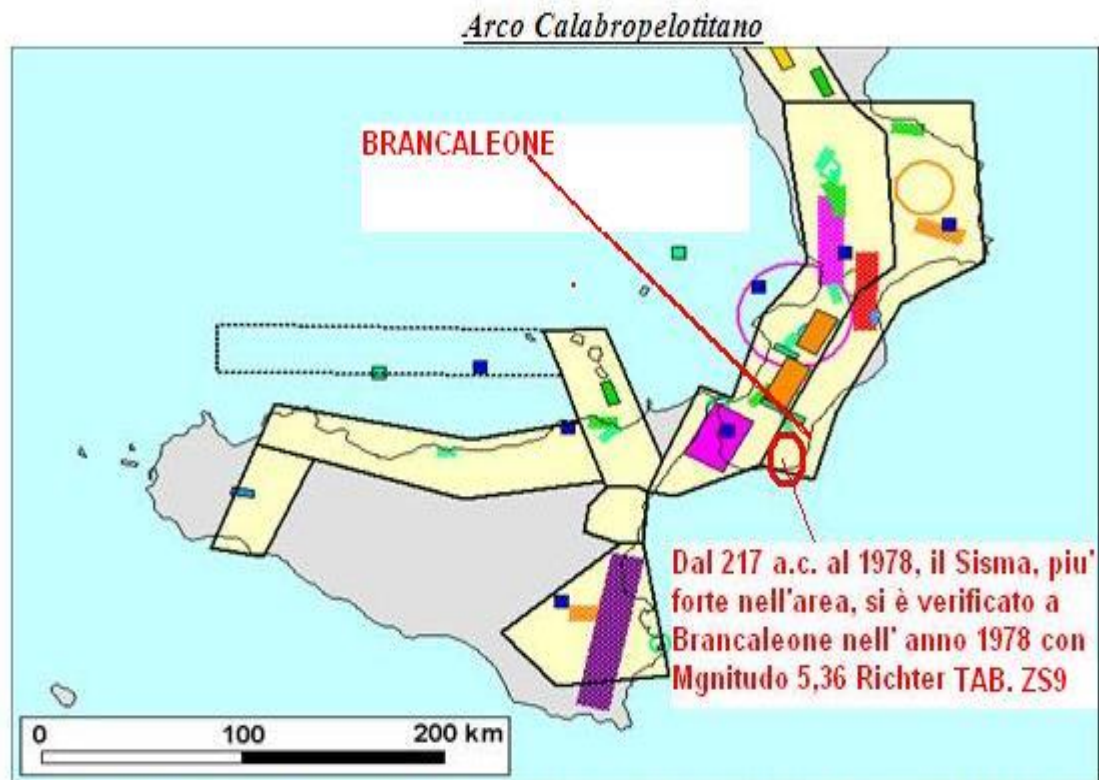 Arco Calabropelotitano
BRANCALEONE
Dal 217 a.c. al 1978, il Sisma, piu'
forte nell'area, si è verificato a
Brancaleone nell' anno 1978 con
Mgnitudo 5,36 Richter TAB. ZS9
0 100 200 km